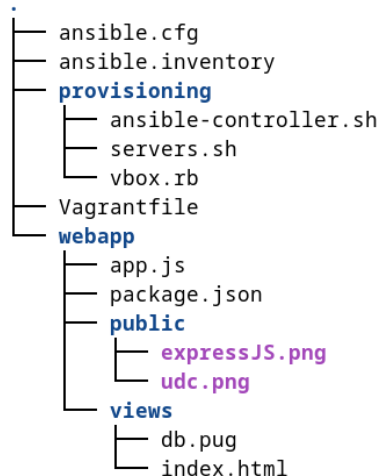 .
ansible.cfg
ansible.inventory
provisioning
ansible-controller.sh
servers.sh
vbox.rb
Vagrantfile
webapp
app.js
package.json
public
expressJS.png
udc.png
views
db.pug
index.html